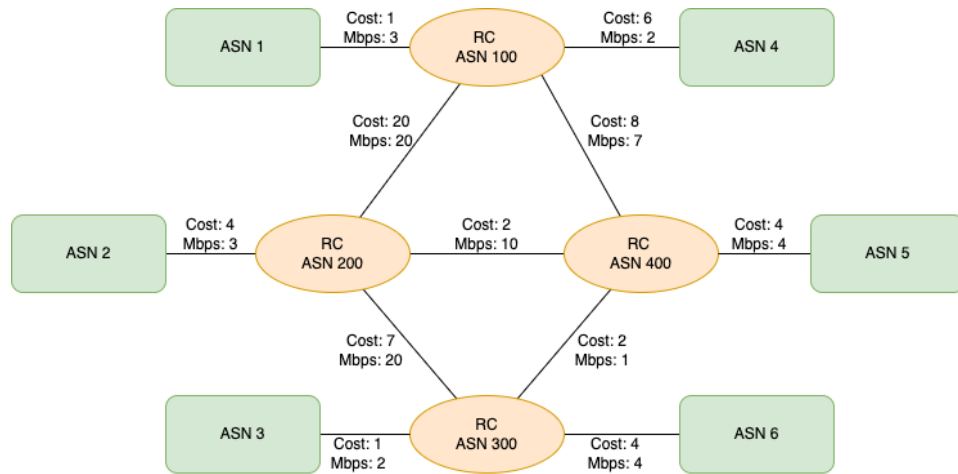 ASN 1
Cost: 1
Mbps: 3
RC
ASN 100
Cost: 6
Mbps: 2
ASN 4
Cost: 20
Mbps: 20
Cost: 8
Mbps: 7
ASN 2
Cost: 4
Mbps: 3
RC
ASN 200
Cost: 2
Mbps: 10
RC
ASN 400
Cost: 4
Mbps: 4
ASN 5
Cost: 7
Mbps: 20
Cost: 2
Mbps: 1
ASN 3
Cost: 1
Mbps: 2
RC
ASN 300
Cost: 4
Mbps: 4
ASN 6